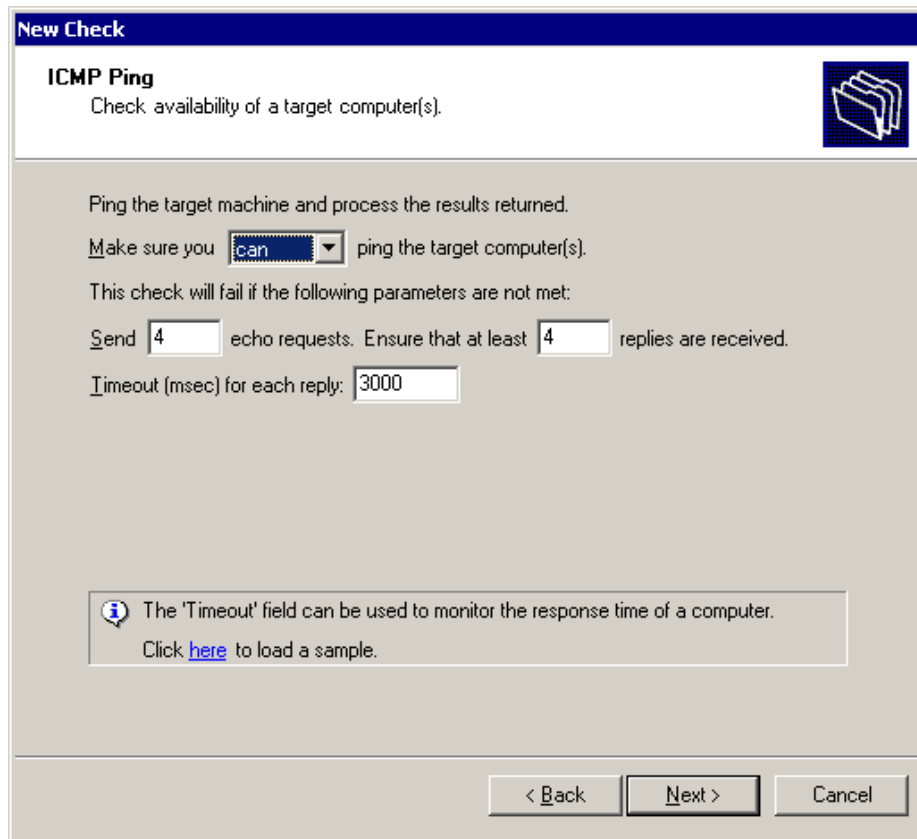 New Check
ICMP Ping
Check availability of a target computer(s).
Ping the target machine and process the results returned.
Make sure you can ping the target computer(s).
This check will fail if the following parameters are not met:
Send 4 echo requests. Ensure that at least 4 replies are received.
Timeout (msec) for each reply: 3000
The 'Timeout' field can be used to monitor the response time of a computer.
Click here to load a sample.
< Back Next > Cancel